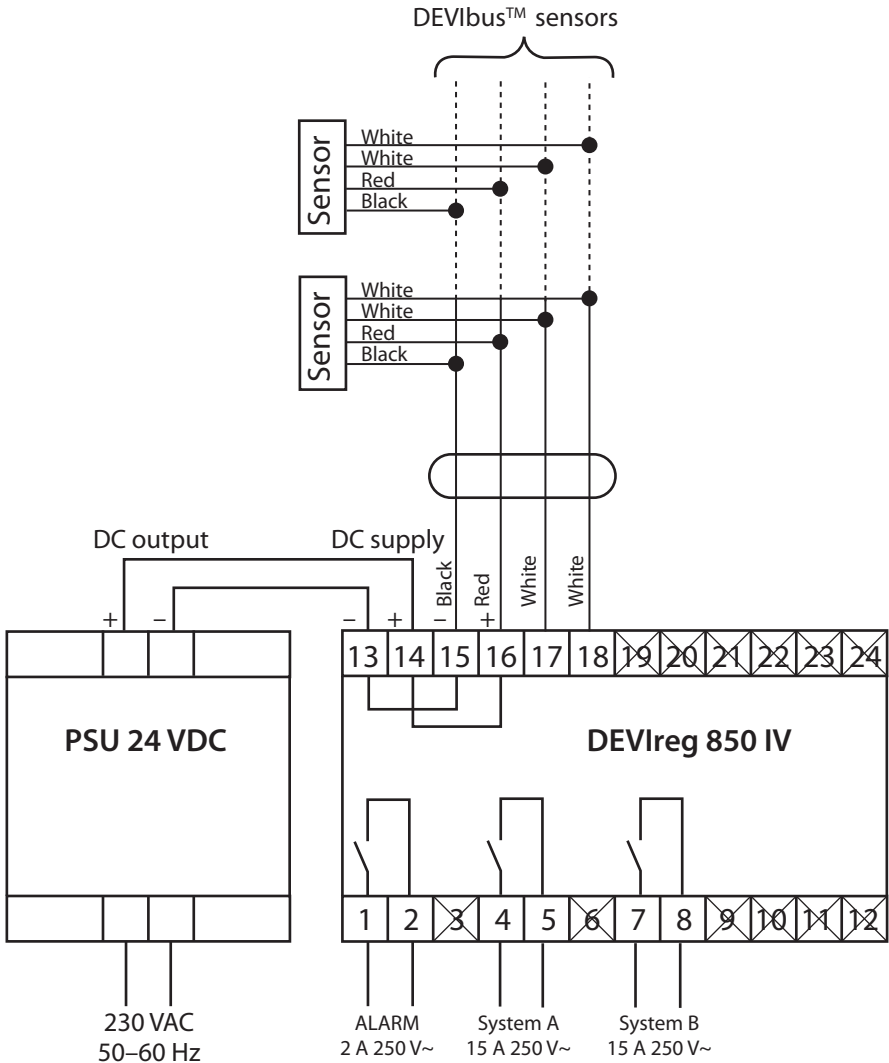 DEVIbus™ sensors
Sensor
White
White
Red
Black
Sensor
White
White
Red
Black
DC output
DC supply
Black
Red
White
White
+ –
– + – +
13 14 15 16 17 18 19 20 21 22 23 24
PSU 24 VDC
DEVIreg 850 IV
1 2 3 4 5 6 7 8 9 10 11 12
230 VAC
50–60 Hz
ALARM
2 A 250 V~
System A
15 A 250 V~
System B
15 A 250 V~